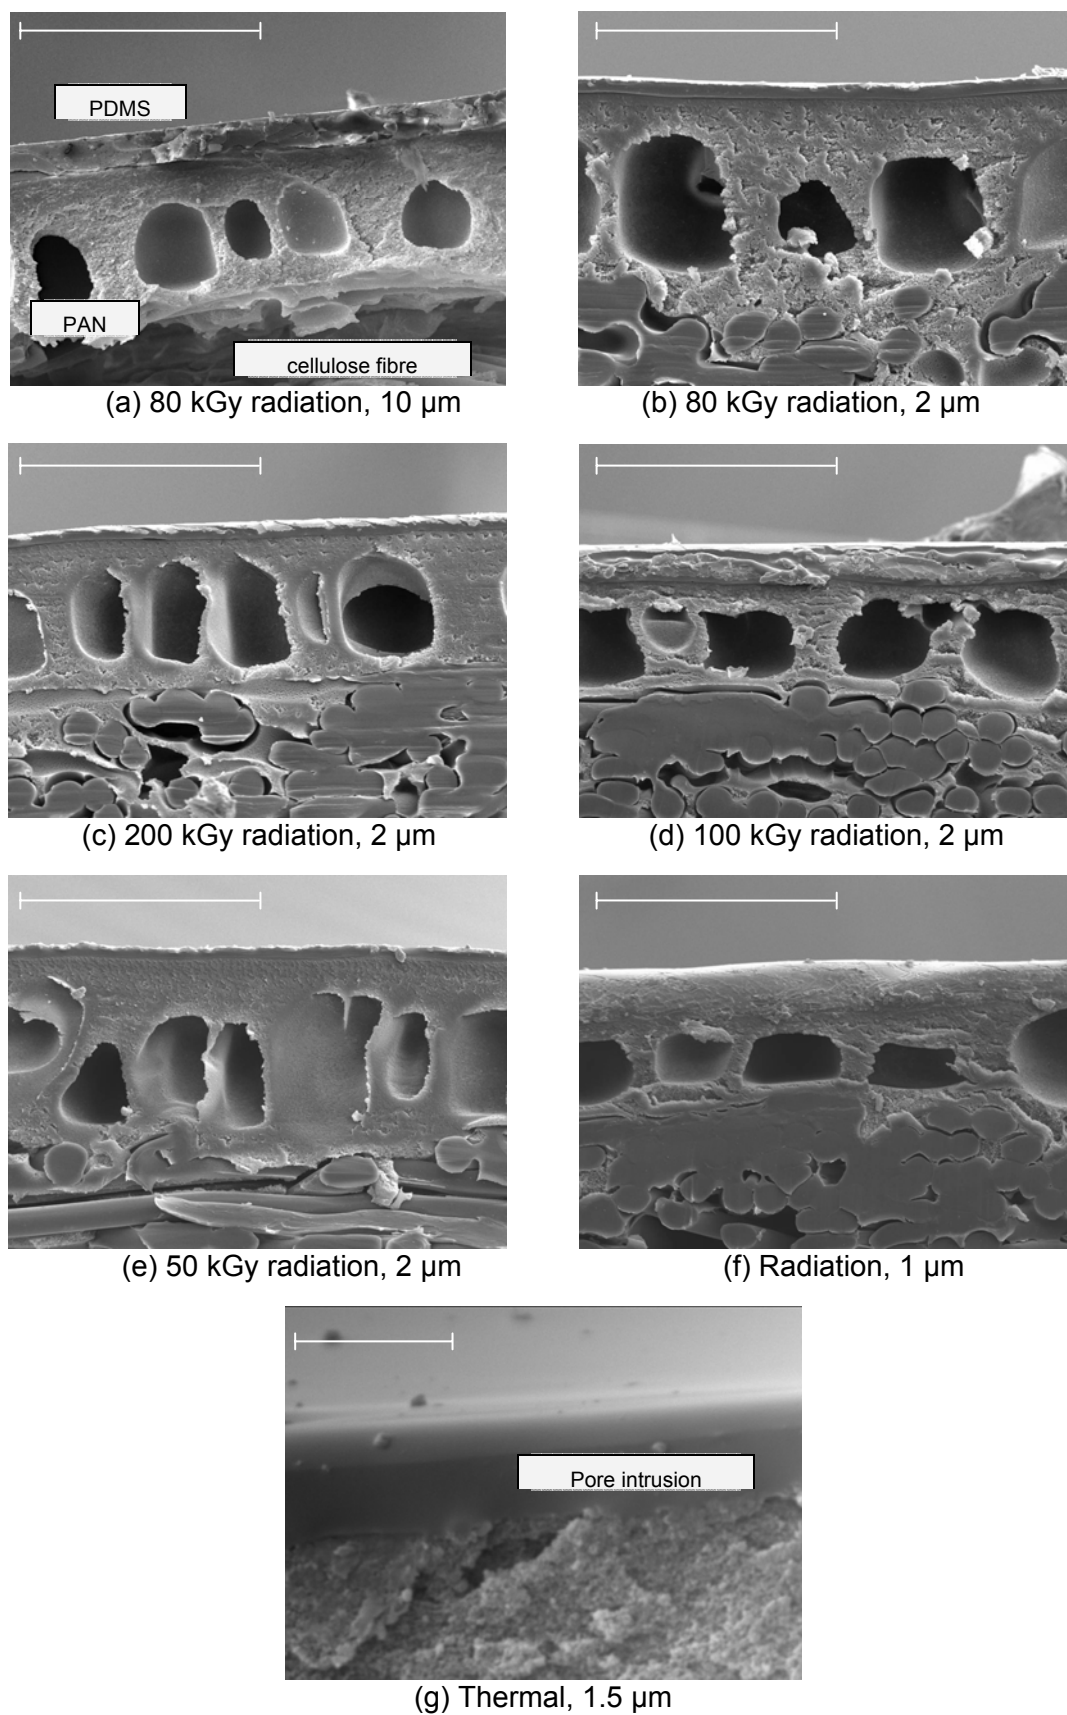 PDMS
PAN
cellulose fibre
(a) 80 kGy radiation, 10 µm
(b) 80 kGy radiation, 2 µm
(c) 200 kGy radiation, 2 µm
(d) 100 kGy radiation, 2 µm
(e) 50 kGy radiation, 2 µm
(f) Radiation, 1 µm
Pore intrusion
(g) Thermal, 1.5 µm